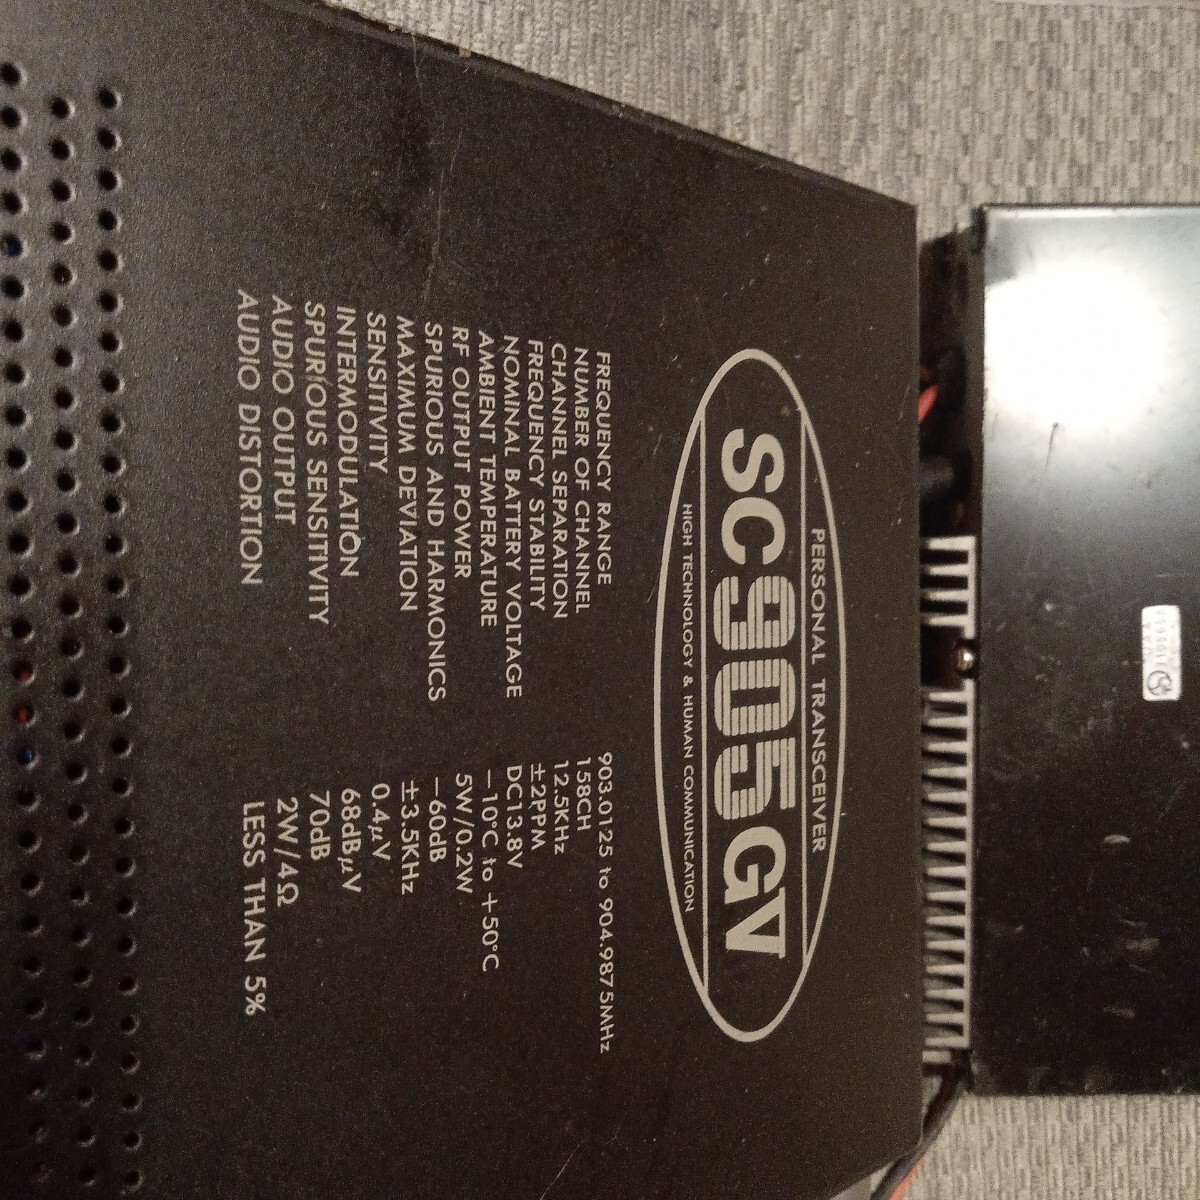 PERSONAL TRANSCEIVER
SC905GV
HIGH TECHNOLOGY & HUMAN COMMUNICATION
FREQUENCY RANGE 903.0125 to 904.9875MHz
NUMBER OF CHANNEL 158CH
CHANNEL SEPARATION 12.5KHz
FREQUENCY STABILITY ±2PPM
NOMINAL BATTERY VOLTAGE DC13.8V
AMBIENT TEMPERATURE −10°C to +50°C
RF OUTPUT POWER 5W/0.2W
SPURIOUS AND HARMONICS −60dB
MAXIMUM DEVIATION ±3.5KHz
SENSITIVITY 0.4μV
INTERMODULATION 68dBμV
SPURIOUS SENSITIVITY 70dB
AUDIO OUTPUT 2W/4Ω
AUDIO DISTORTION LESS THAN 5%